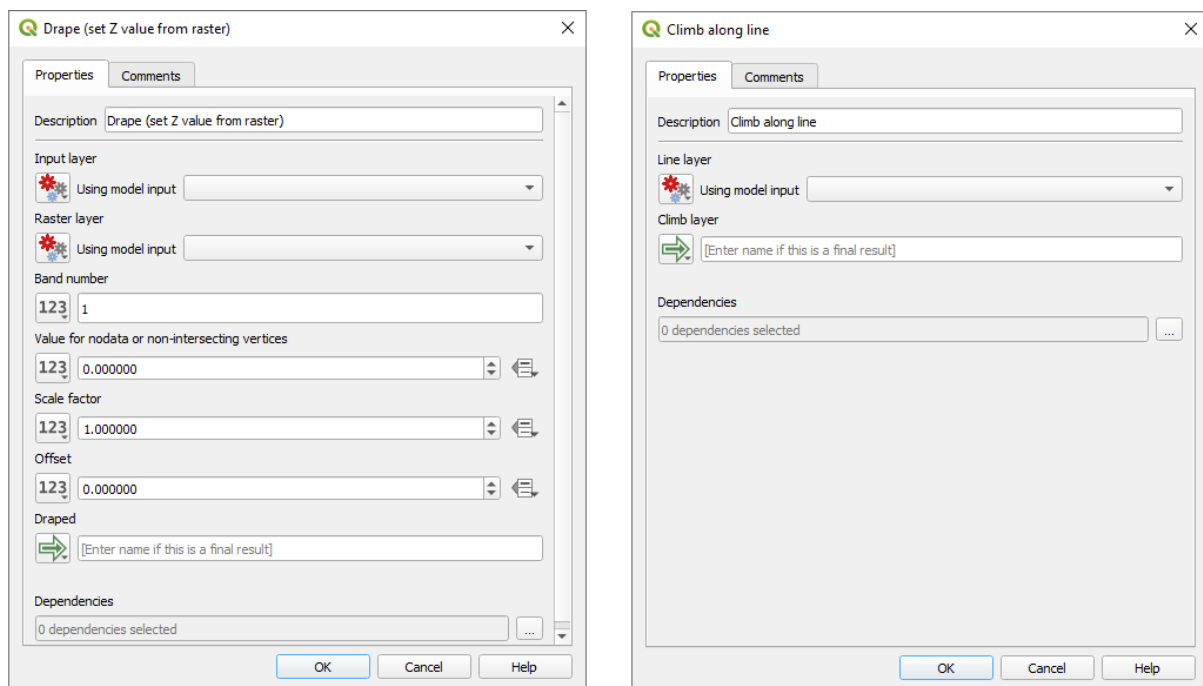 Drape (set Z value from raster)
Properties
Comments
Description Drape (set Z value from raster)
Input layer
Using model input
Raster layer
Using model input
Band number
123 1
Value for nodata or non-intersecting vertices
123 0.000000
Scale factor
123 1.000000
Offset
123 0.000000
Draped
[Enter name if this is a final result]
Dependencies
0 dependencies selected
...
OK
Cancel
Help
Climb along line
Properties
Comments
Description Climb along line
Line layer
Using model input
Climb layer
[Enter name if this is a final result]
Dependencies
0 dependencies selected
...
OK
Cancel
Help